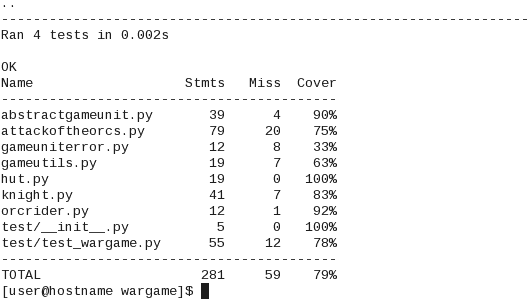 ..
----------------------------------------------------------------------
Ran 4 tests in 0.002s
OK
Name                   Stmts   Miss  Cover
------------------------------------------
abstractgameunit.py       39      4    90%
attackoftheorcs.py        79     20    75%
gameuniterror.py          12      8    33%
gameutils.py              19      7    63%
hut.py                    19      0   100%
knight.py                 41      7    83%
orcrider.py               12      1    92%
test/__init__.py           5      0   100%
test/test_wargame.py      55     12    78%
------------------------------------------
TOTAL                    281     59    79%
[user@hostname wargame]$